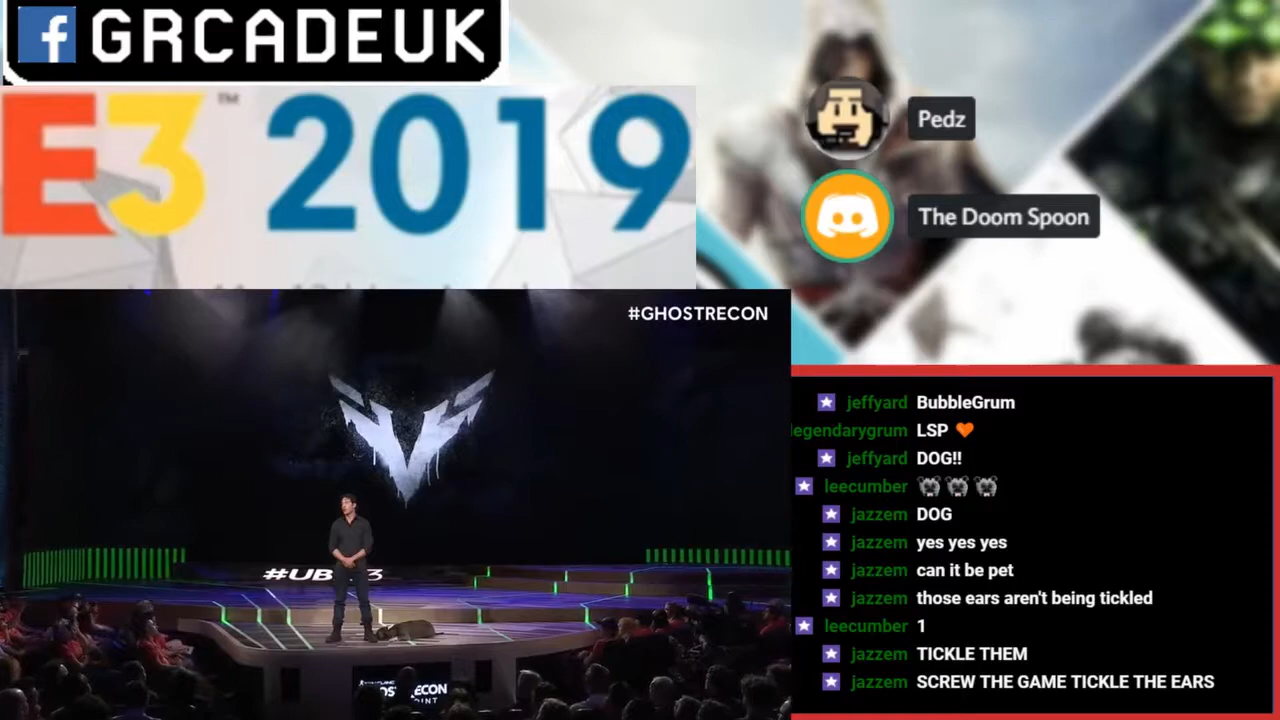 GRCADEUK
E3™ 2019
Pedz
The Doom Spoon
#GHOSTRECON
jeffyard BubbleGrum
legendarygrum LSP
jeffyard DOG!!
leecumber
jazzem DOG
jazzem yes yes yes
jazzem can it be pet
jazzem those ears aren't being tickled
leecumber 1
jazzem TICKLE THEM
jazzem SCREW THE GAME TICKLE THE EARS
#UB 3